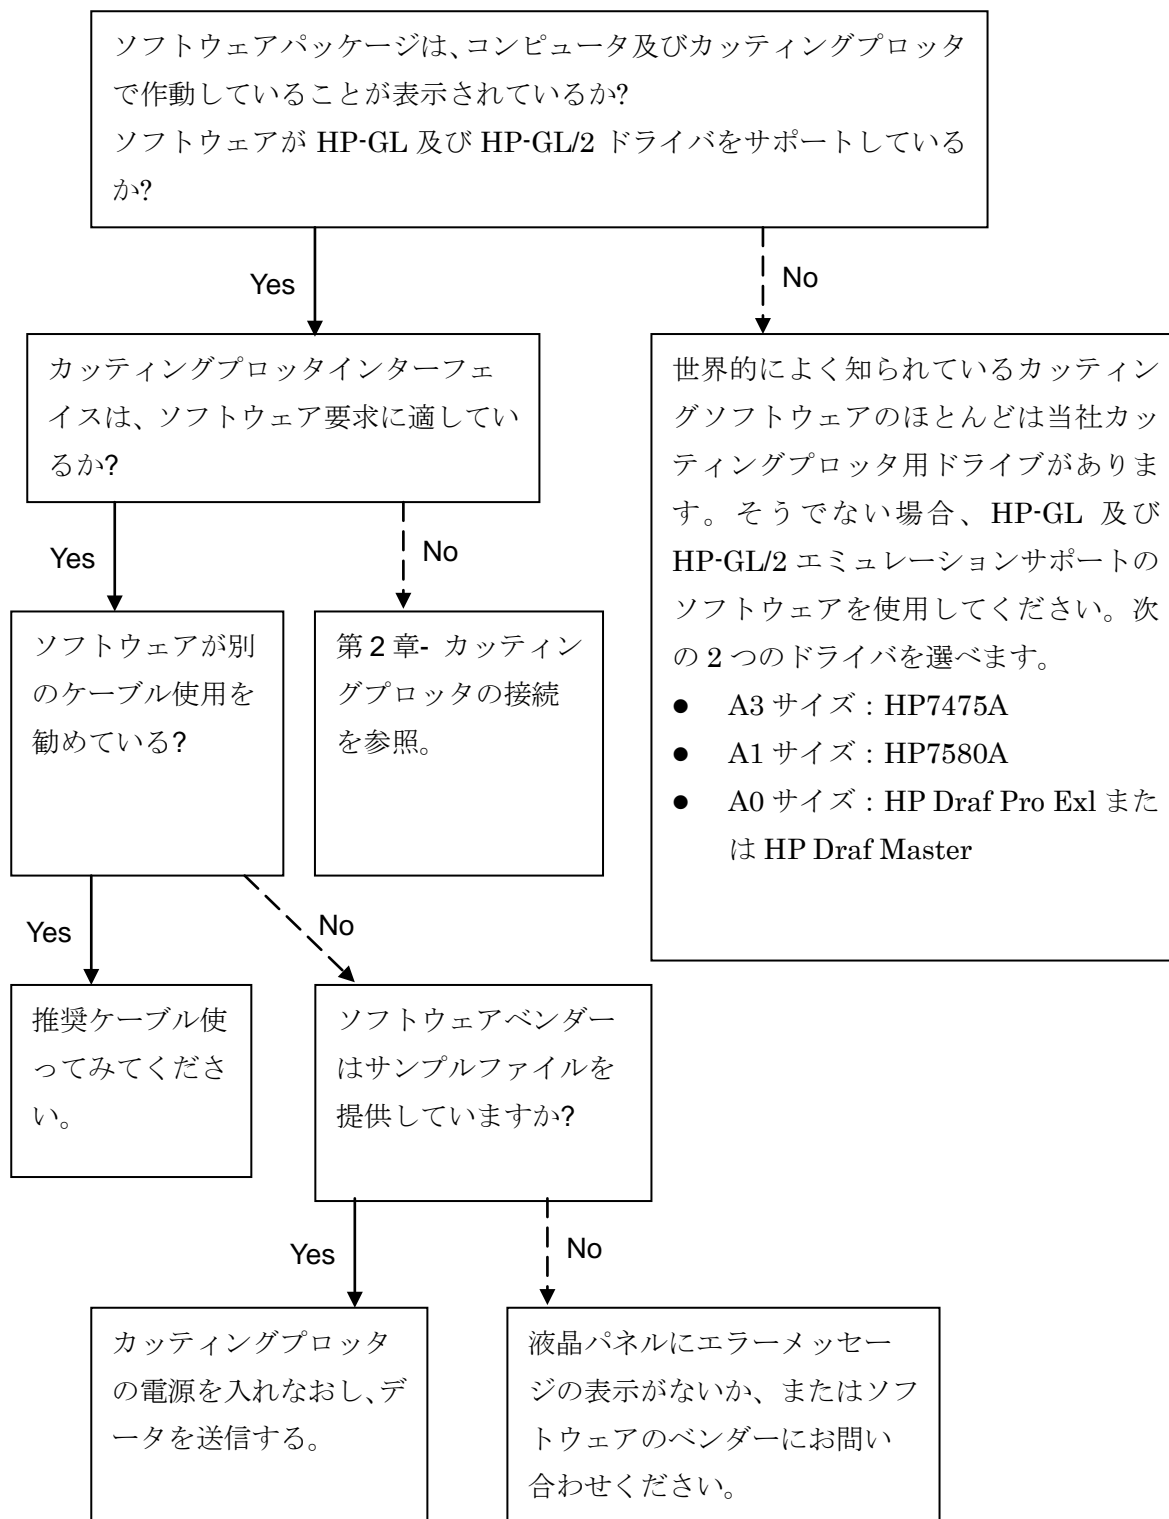 ソフトウェアパッケージは、コンピュータ及びカッティングプロッタ
で作動していることが表示されているか?
ソフトウェアが HP-GL 及び HP-GL/2 ドライバをサポートしている
か?
Yes
No
カッティングプロッタインターフェ
イスは、ソフトウェア要求に適してい
るか?
世界的によく知られているカッティン
グソフトウェアのほとんどは当社カッ
ティングプロッタ用ドライブがありま
す。そうでない場合、HP-GL 及び
HP-GL/2 エミュレーションサポートの
ソフトウェアを使用してください。次
の 2 つのドライバを選べます。
● A3 サイズ：HP7475A
● A1 サイズ：HP7580A
● A0 サイズ：HP Draf Pro Exl また
は HP Draf Master
Yes
No
ソフトウェアが別
のケーブル使用を
勧めている?
第 2 章- カッティン
グプロッタの接続
を参照。
Yes
No
推奨ケーブル使
ってみてくださ
い。
ソフトウェアベンダー
はサンプルファイルを
提供していますか?
Yes
No
カッティングプロッタ
の電源を入れなおし、デ
ータを送信する。
液晶パネルにエラーメッセー
ジの表示がないか、またはソフ
トウェアのベンダーにお問い
合わせください。